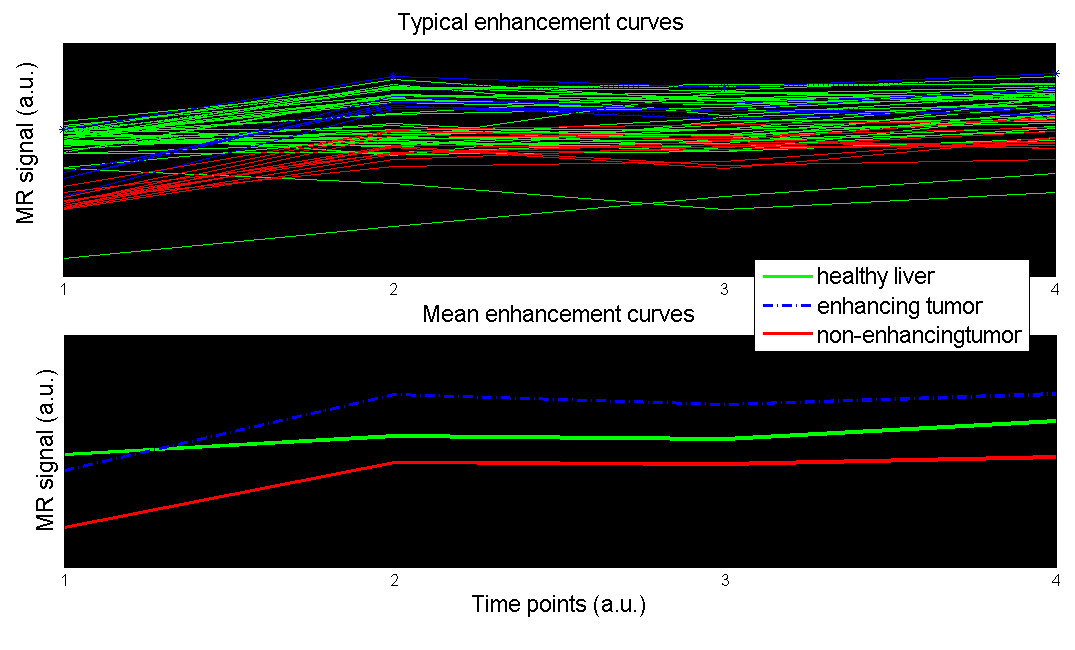 Typical enhancement curves
MR signal (a.u.)
1 2 3 4
healthy liver
enhancing tumor
non-enhancingtumor
Mean enhancement curves
MR signal (a.u.)
1 2 3 4
Time points (a.u.)